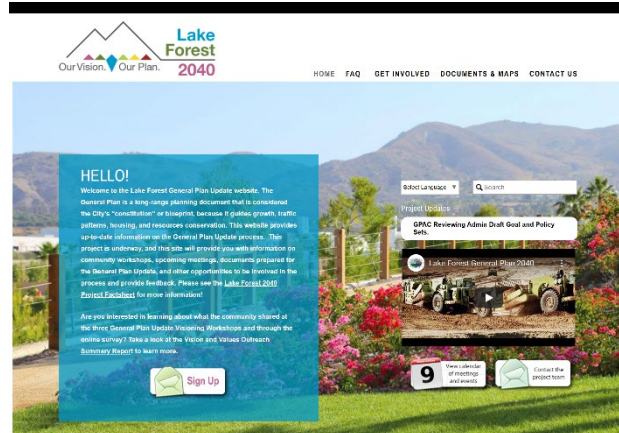 Lake
Forest
2040
Our Vision. Our Plan.
HOME FAQ GET INVOLVED DOCUMENTS & MAPS CONTACT US
HELLO!
Welcome to the Lake Forest General Plan Update website. The
General Plan is a long-range planning document that is considered
the City's "constitution" or blueprint, because it guides growth, traffic
patterns, housing, and resources conservation. This website provides
up-to-date information on the General Plan Update process. This
project is underway, and this site will provide you with information on
community workshops, upcoming meetings, documents prepared for
the General Plan Update, and other opportunities to be involved in the
process and provide feedback. Please see the Lake Forest 2040
Project Factsheet for more information!
Are you interested in learning about what the community shared at
the three General Plan Update Visioning Workshops and through the
online survey? Take a look at the Vision and Values Outreach
Summary Report to learn more.
Sign Up
Select Language ▼
Search
Project Updates
GPAC Reviewing Admin Draft Goal and Policy
Sets.
Lake Forest General Plan 2040
9
View calendar
of meetings
and events
Contact the
project team